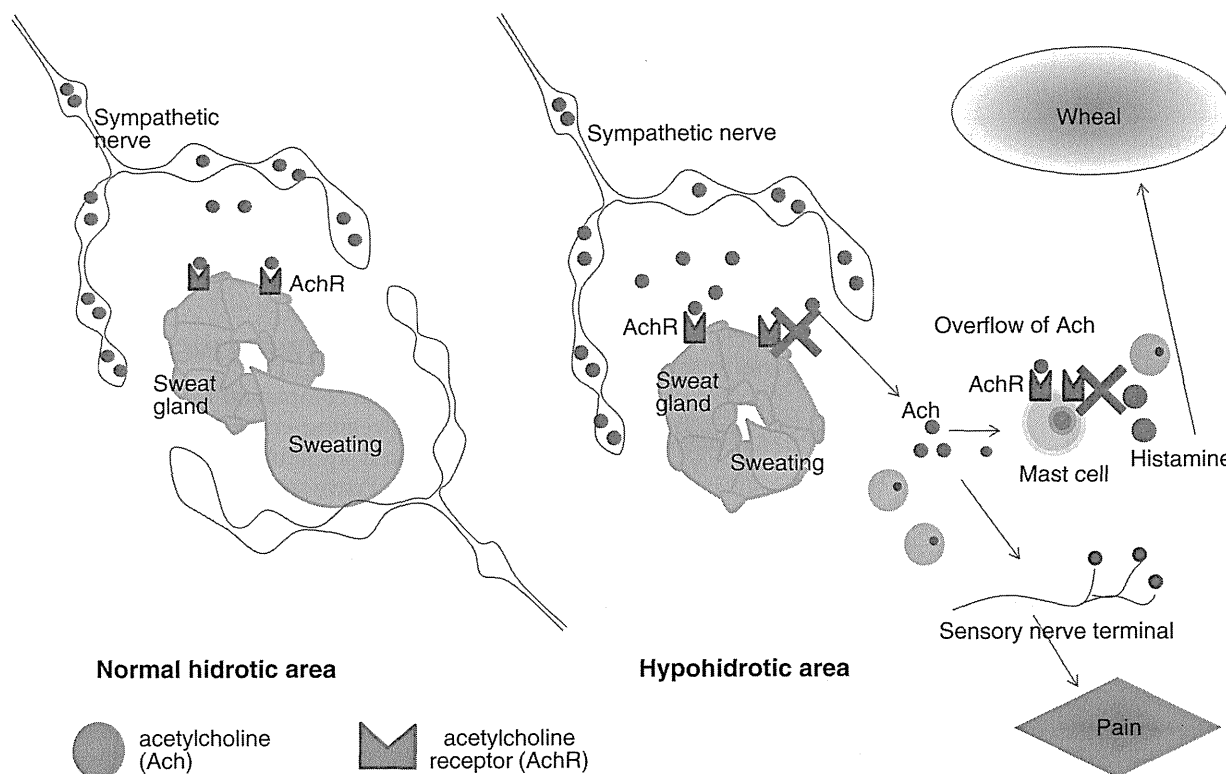 Sympathetic
nerve
AchR
Sweat
gland
Sweating
Normal hidrotic area
Sympathetic nerve
AchR
Sweat
gland
Sweating
Hypohidrotic area
Wheal
Overflow of Ach
AchR
Ach
Mast cell
Histamine
Sensory nerve terminal
Pain
acetylcholine
(Ach)
acetylcholine
receptor (AchR)